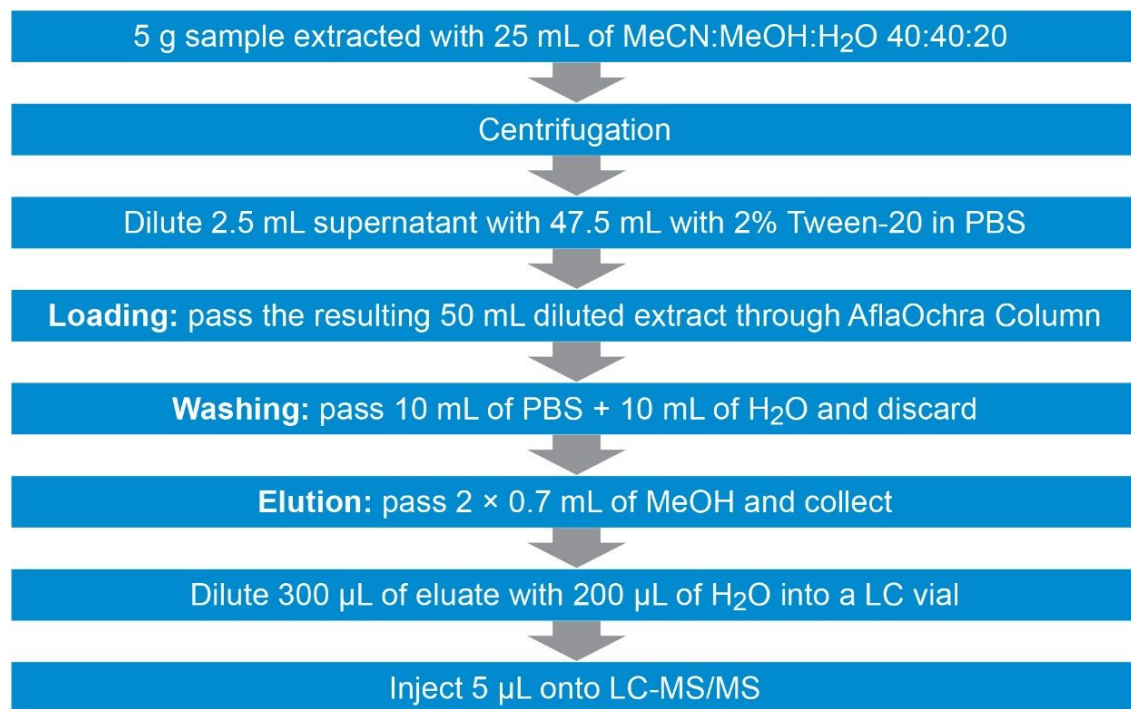 5 g sample extracted with 25 mL of MeCN:MeOH:H₂O 40:40:20
Centrifugation
Dilute 2.5 mL supernatant with 47.5 mL with 2% Tween-20 in PBS
Loading: pass the resulting 50 mL diluted extract through AflaOchra Column
Washing: pass 10 mL of PBS + 10 mL of H₂O and discard
Elution: pass 2 × 0.7 mL of MeOH and collect
Dilute 300 µL of eluate with 200 µL of H₂O into a LC vial
Inject 5 µL onto LC-MS/MS